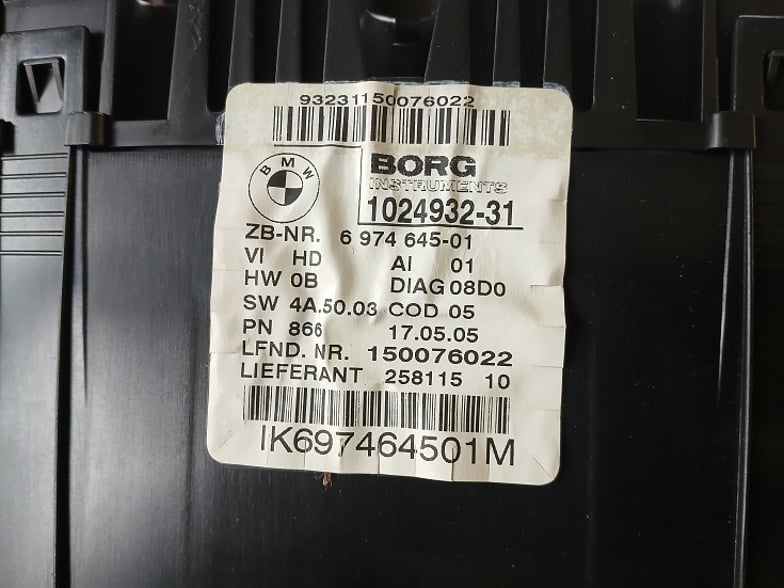 93231150076022
BMW
BORG
INSTRUMENTS
1024932-31
ZB-NR. 6 974 645-01
VI HD AI 01
HW 0B DIAG 08D0
SW 4A.50.03 COD 05
PN 866 17.05.05
LFND. NR. 150076022
LIEFERANT 258115 10
IK697464501M